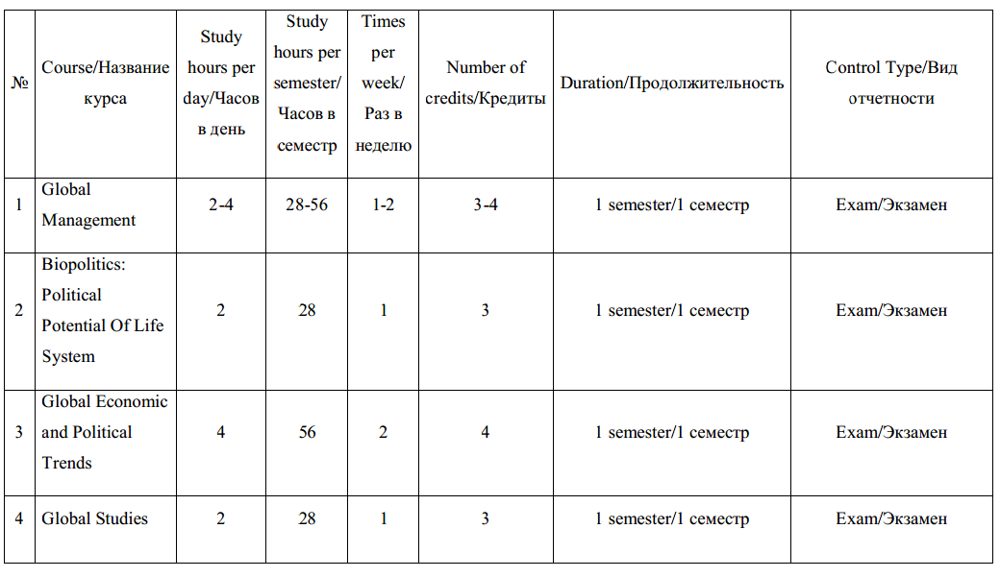 №
Course/Название
курса
Study
hours per
day/Часов
в день
Study
hours per
semester/
Часов в
семестр
Times
per
week/
Раз в
неделю
Number of
credits/Кредиты
Duration/Продолжительность
Control Type/Вид
отчетности
1
Global
Management
2-4
28-56
1-2
3-4
1 semester/1 семестр
Exam/Экзамен
2
Biopolitics:
Political
Potential Of Life
System
2
28
1
3
1 semester/1 семестр
Exam/Экзамен
3
Global Economic
and Political
Trends
4
56
2
4
1 semester/1 семестр
Exam/Экзамен
4
Global Studies
2
28
1
3
1 semester/1 семестр
Exam/Экзамен